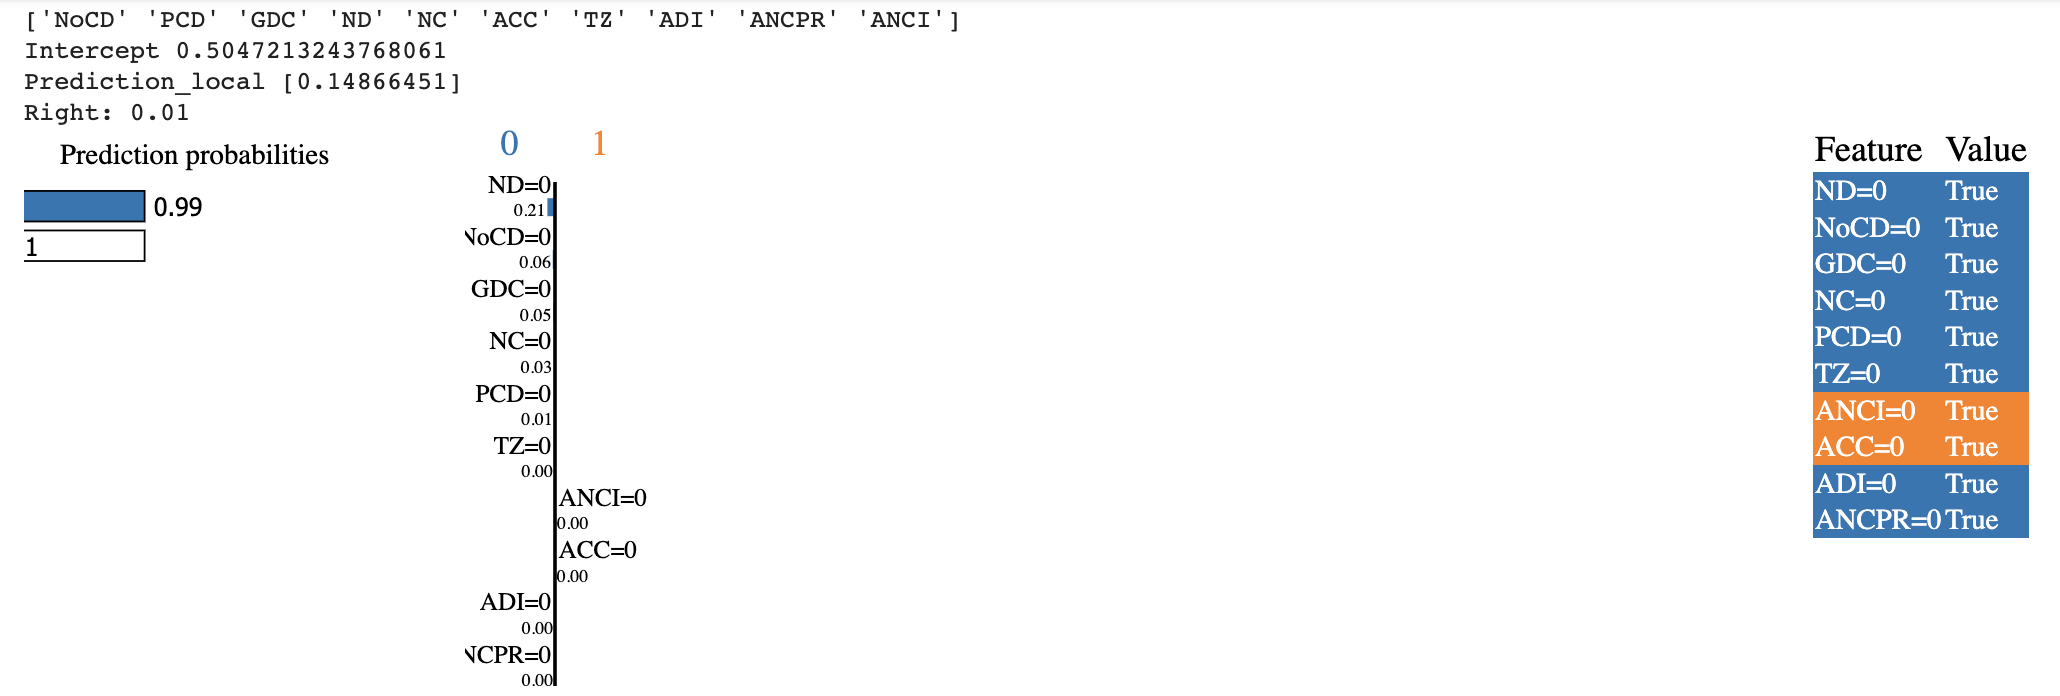 ['NoCD' 'PCD' 'GDC' 'ND' 'NC' 'ACC' 'TZ' 'ADI' 'ANCPR' 'ANCI']
Intercept 0.5047213243768061
Prediction_local [0.14866451]
Right: 0.01
Prediction probabilities
0.99
1
0 1
ND=0
0.21
NoCD=0
0.06
GDC=0
0.05
NC=0
0.03
PCD=0
0.01
TZ=0
0.00
ANCI=0
0.00
ACC=0
0.00
ADI=0
0.00
NCPR=0
0.00
Feature Value
ND=0 True
NoCD=0 True
GDC=0 True
NC=0 True
PCD=0 True
TZ=0 True
ANCI=0 True
ACC=0 True
ADI=0 True
ANCPR=0 True